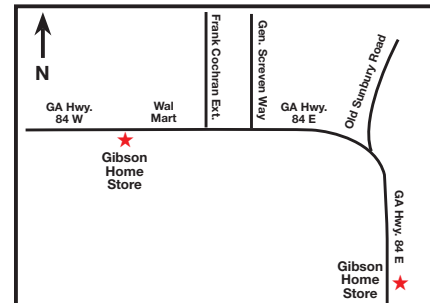 N
GA Hwy.
84 W
Wal
Mart
Frank Cochran Ext.
Gen. Screven Way
GA Hwy.
84 E
Old Sunbury Road
Gibson
Home
Store
GA Hwy. 84 E
Gibson
Home
Store